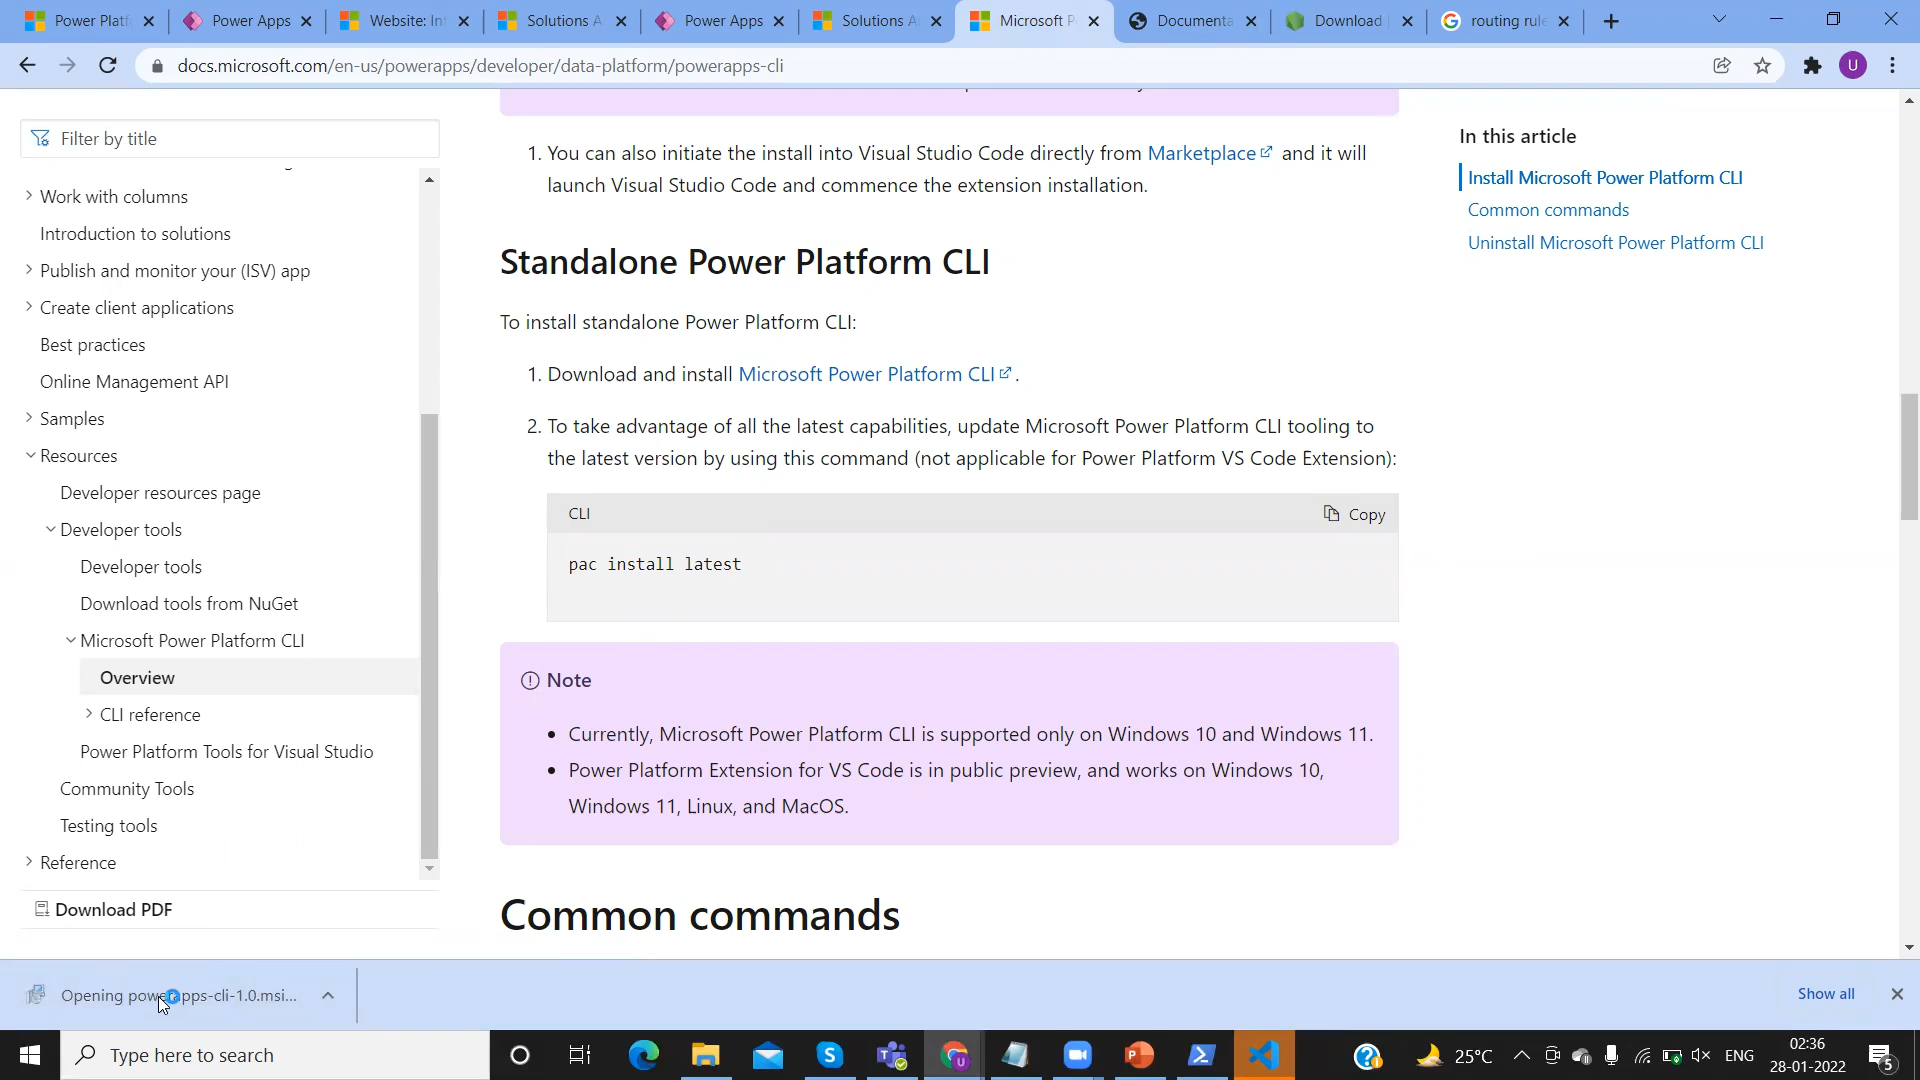 Power Platf
Power Apps
Website: In
Solutions A
Power Apps
Solutions A
Microsoft P
Documenta
Download
routing rule
docs.microsoft.com/en-us/powerapps/developer/data-platform/powerapps-cli
U
Filter by title
Work with columns
Introduction to solutions
Publish and monitor your (ISV) app
Create client applications
Best practices
Online Management API
Samples
Resources
Developer resources page
Developer tools
Developer tools
Download tools from NuGet
Microsoft Power Platform CLI
Overview
CLI reference
Power Platform Tools for Visual Studio
Community Tools
Testing tools
Reference
Download PDF
1. You can also initiate the install into Visual Studio Code directly from Marketplace and it will
launch Visual Studio Code and commence the extension installation.
Standalone Power Platform CLI
To install standalone Power Platform CLI:
1. Download and install Microsoft Power Platform CLI.
2. To take advantage of all the latest capabilities, update Microsoft Power Platform CLI tooling to
the latest version by using this command (not applicable for Power Platform VS Code Extension):
CLI
Copy
pac install latest
Note
• Currently, Microsoft Power Platform CLI is supported only on Windows 10 and Windows 11.
• Power Platform Extension for VS Code is in public preview, and works on Windows 10,
Windows 11, Linux, and MacOS.
Common commands
In this article
Install Microsoft Power Platform CLI
Common commands
Uninstall Microsoft Power Platform CLI
Opening powerapps-cli-1.0.msi...
Show all
Type here to search
25°C
ENG
02:36
28-01-2022
5